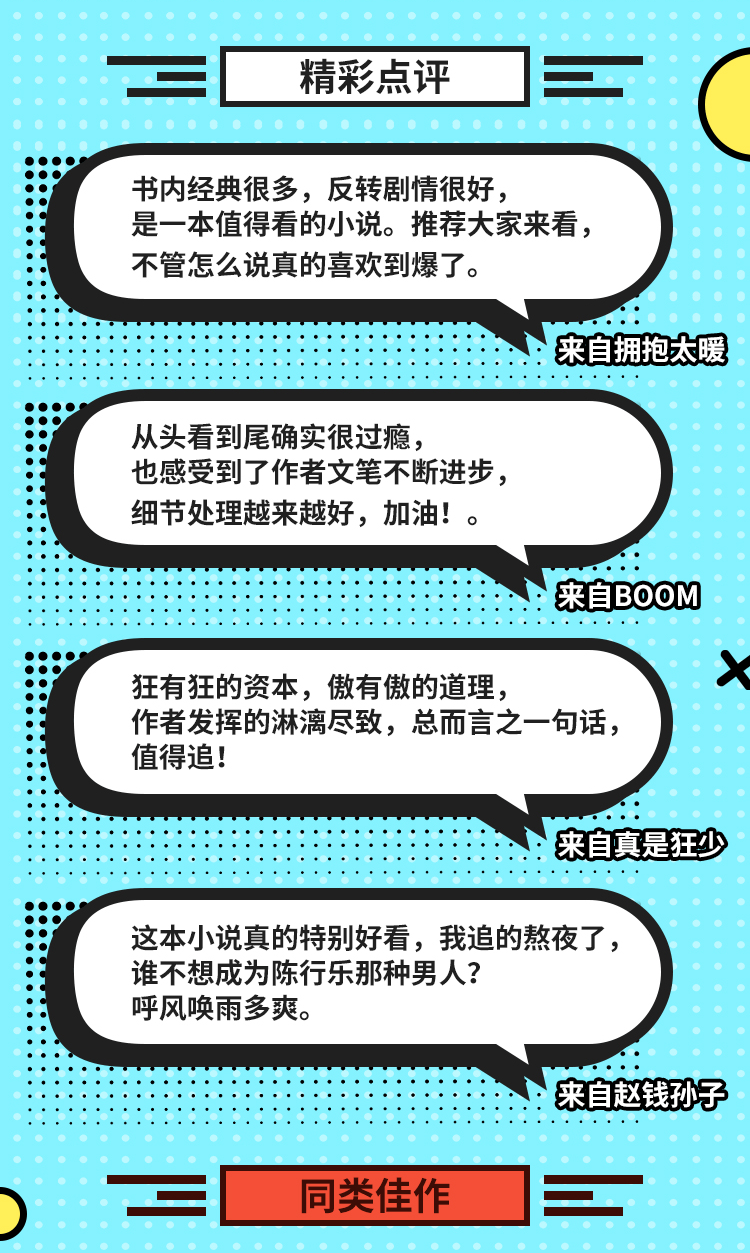 精彩点评
书内经典很多，反转剧情很好，
是一本值得看的小说。推荐大家来看，
不管怎么说真的喜欢到爆了。
来自拥抱太暖
从头看到尾确实很过瘾，
也感受到了作者文笔不断进步，
细节处理越来越好，加油！。
来自BOOM
狂有狂的资本，傲有傲的道理，
作者发挥的淋漓尽致，总而言之一句话，
值得追！
来自真是狂少
这本小说真的特别好看，我追的熬夜了，
谁不想成为陈行乐那种男人？
呼风唤雨多爽。
来自赵钱孙子
同类佳作